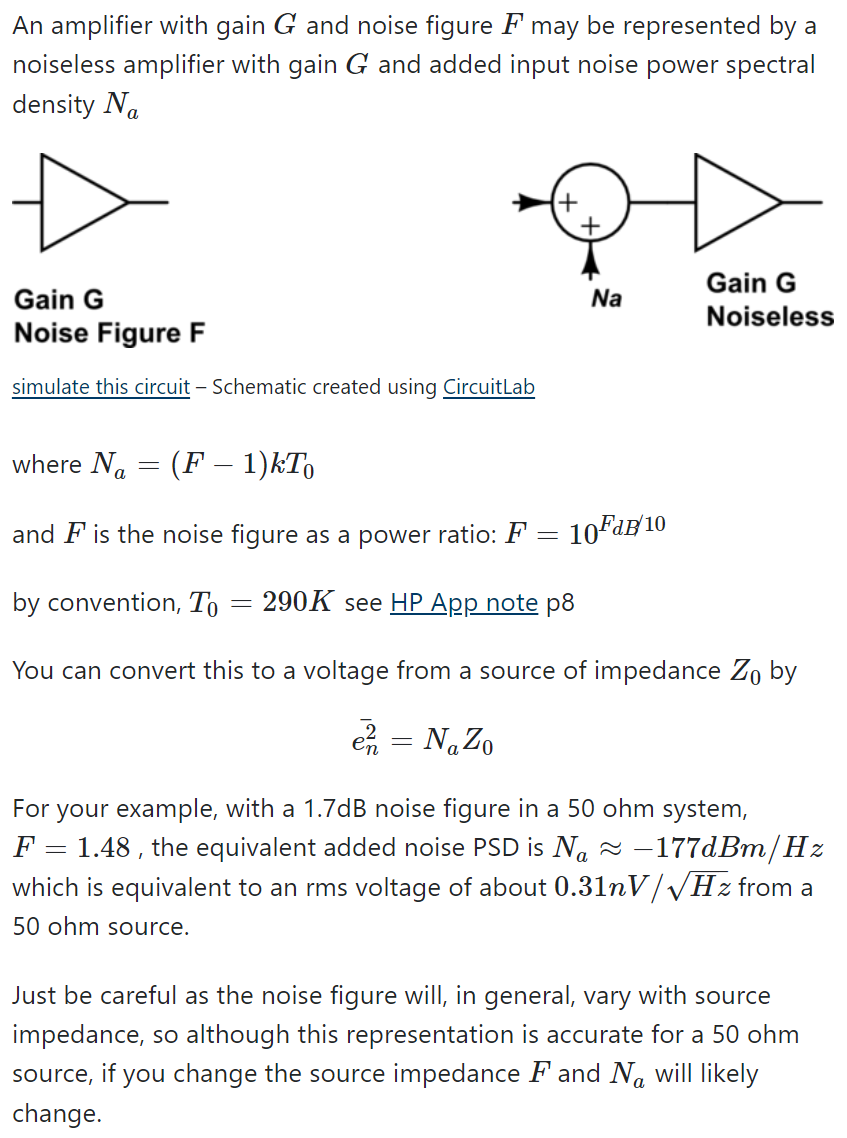 An amplifier with gain G and noise figure F may be represented by a
noiseless amplifier with gain G and added input noise power spectral
density Nₐ
+
+
Na
Gain G
Noise Figure F
Gain G
Noiseless
simulate this circuit – Schematic created using CircuitLab
where Nₐ = (F − 1)kT₀
and F is the noise figure as a power ratio: F = 10^{FdB/10}
by convention, T₀ = 290K see HP App note p8
You can convert this to a voltage from a source of impedance Z₀ by
\bar{e_n^2} = NₐZ₀
For your example, with a 1.7dB noise figure in a 50 ohm system,
F = 1.48 , the equivalent added noise PSD is Nₐ ≈ −177dBm/Hz
which is equivalent to an rms voltage of about 0.31nV/√Hz from a
50 ohm source.
Just be careful as the noise figure will, in general, vary with source
impedance, so although this representation is accurate for a 50 ohm
source, if you change the source impedance F and Nₐ will likely
change.